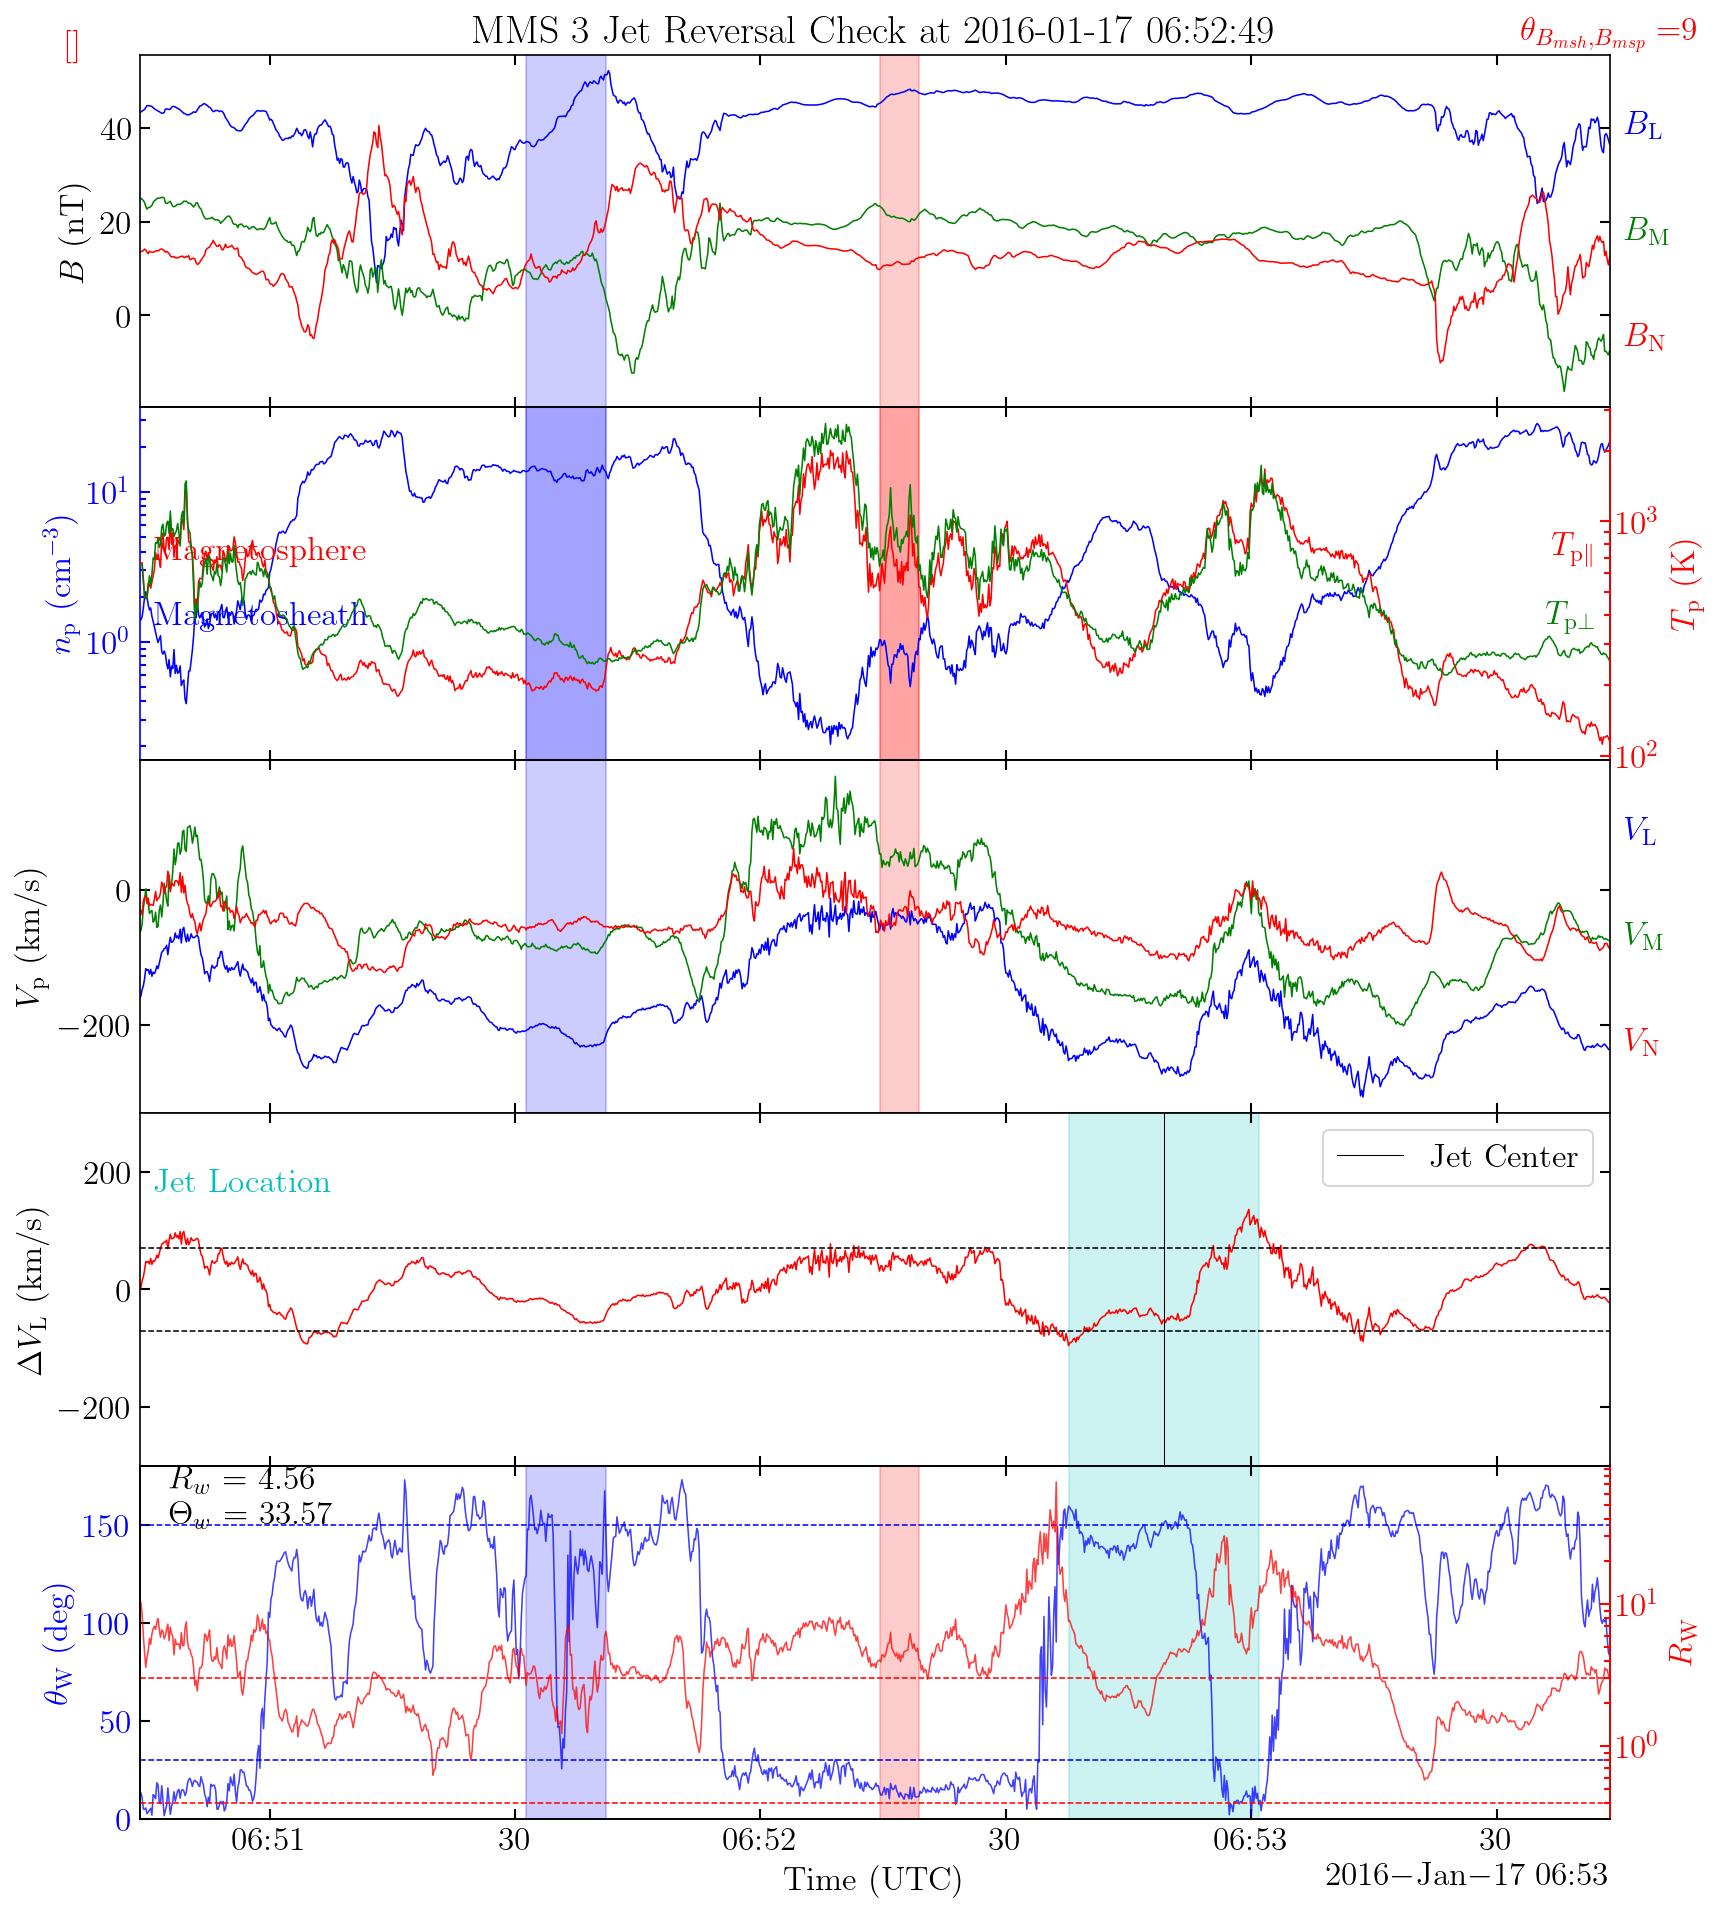 MMS 3 Jet Reversal Check at 2016-01-17 06:52:49
[]
θ_{B_{msh},B_{msp}} =9
40
20
0
B (nT)
B_L
B_M
B_N
10^1
10^0
n_p (cm^{−3})
Magnetosphere
Magnetosheath
10^3
10^2
T_p (K)
T_{p∥}
T_{p⊥}
0
−200
V_p (km/s)
V_L
V_M
V_N
200
0
−200
ΔV_L (km/s)
Jet Location
Jet Center
R_w = 4.56
Θ_w = 33.57
150
100
50
0
θ_W (deg)
10^1
10^0
R_W
06:51
30
06:52
30
06:53
30
Time (UTC)
2016−Jan−17 06:53